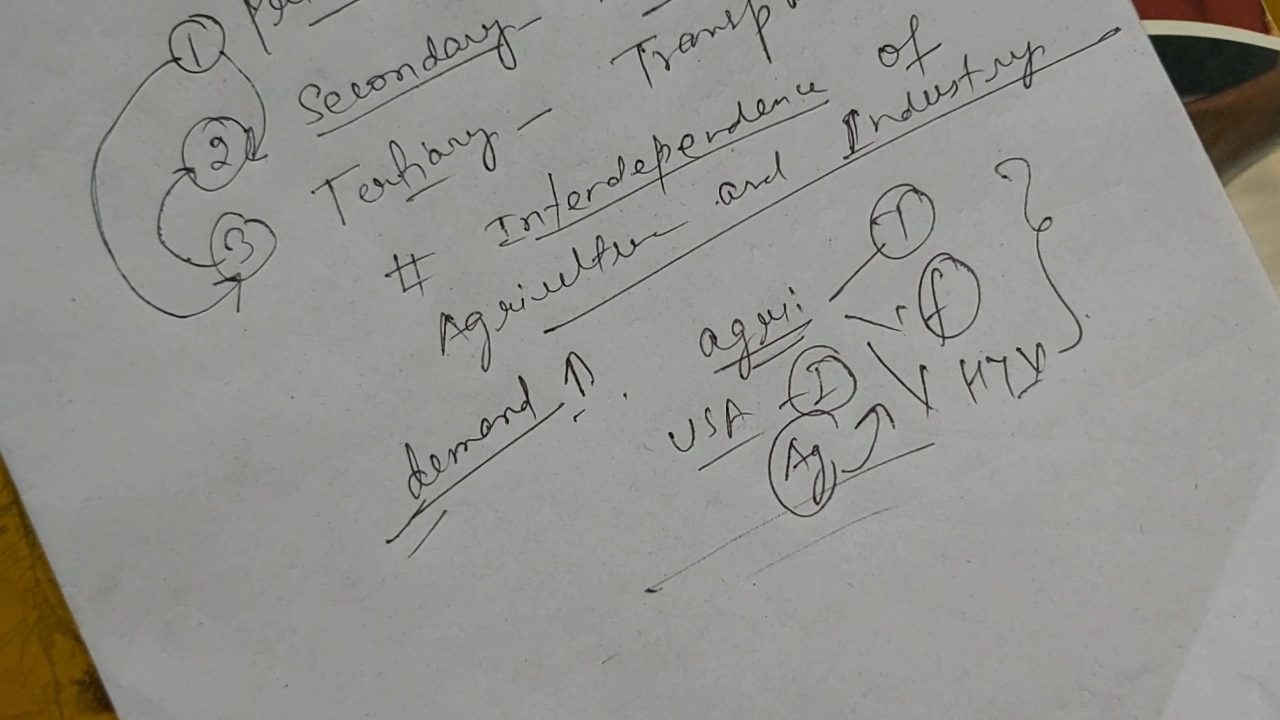 1
2 Secondary -
3 Tertiary - Transp
# Interdependence of
Agriculture and Industry
agri: T
f
demand ↑ USA - I HYV
Ag